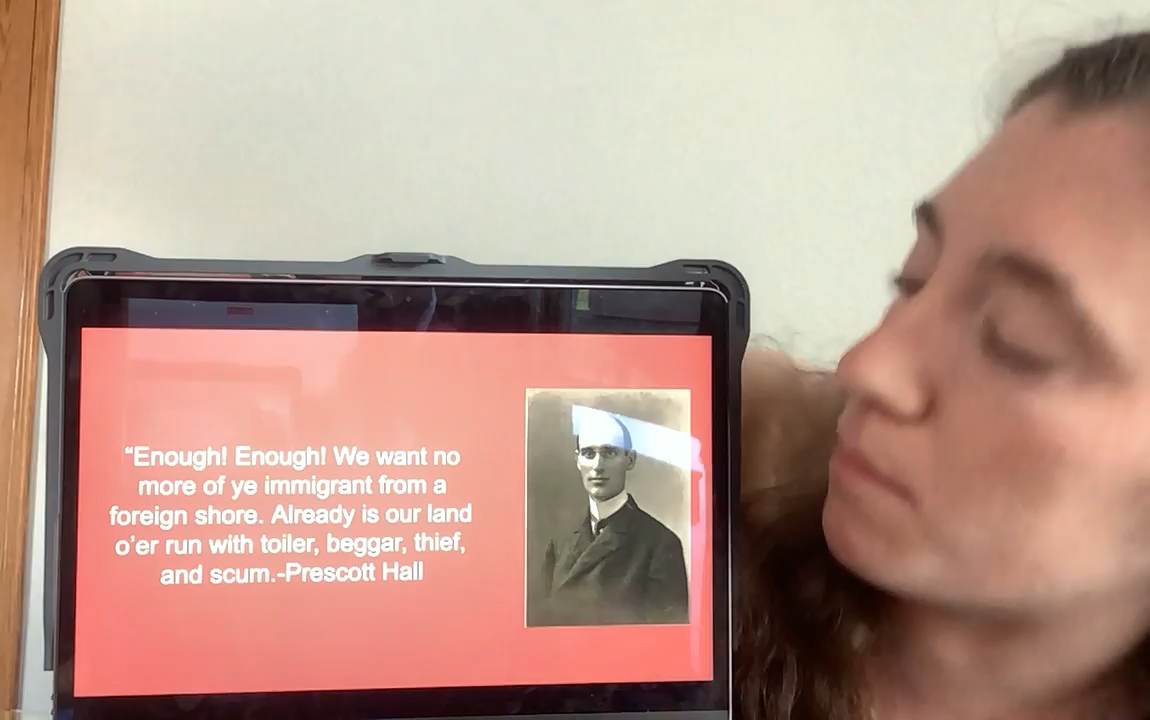 “Enough! Enough! We want no
more of ye immigrant from a
foreign shore. Already is our land
o’er run with toiler, beggar, thief,
and scum.-Prescott Hall